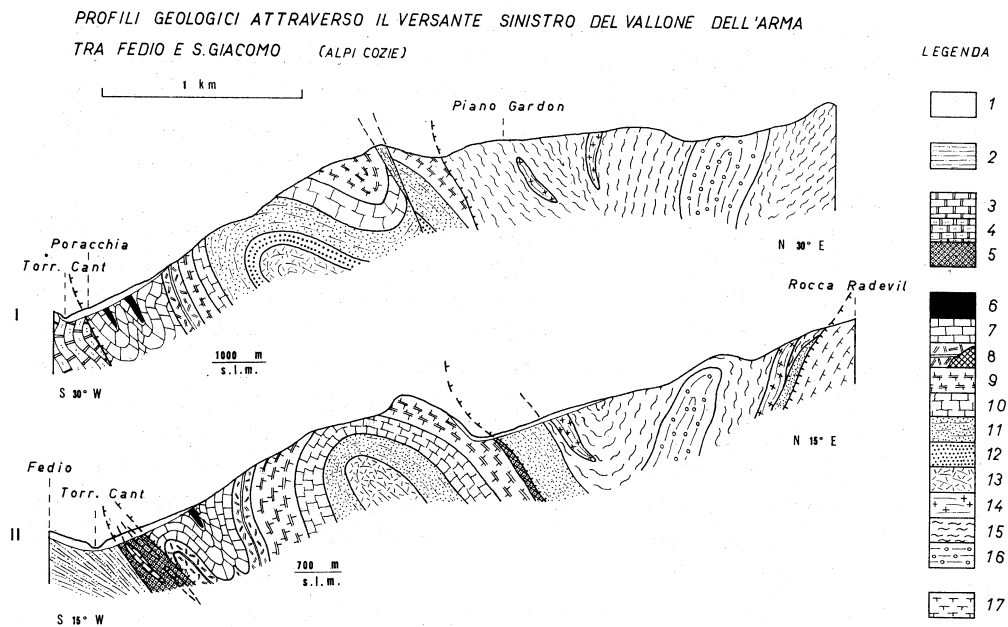 PROFILI GEOLOGICI ATTRAVERSO IL VERSANTE SINISTRO DEL VALLONE DELL'ARMA
TRA FEDIO E S.GIACOMO (ALPI COZIE)
1 km
Piano Gardon
Poracchia
Torr. Cant
N 30° E
I
1000 m
s.l.m.
S 30° W
Rocca Radevil
Fedio
Torr. Cant
N 15° E
II
700 m
s.l.m.
S 15° W
LEGENDA
1
2
3
4
5
6
7
8
9
10
11
12
13
14
15
16
17